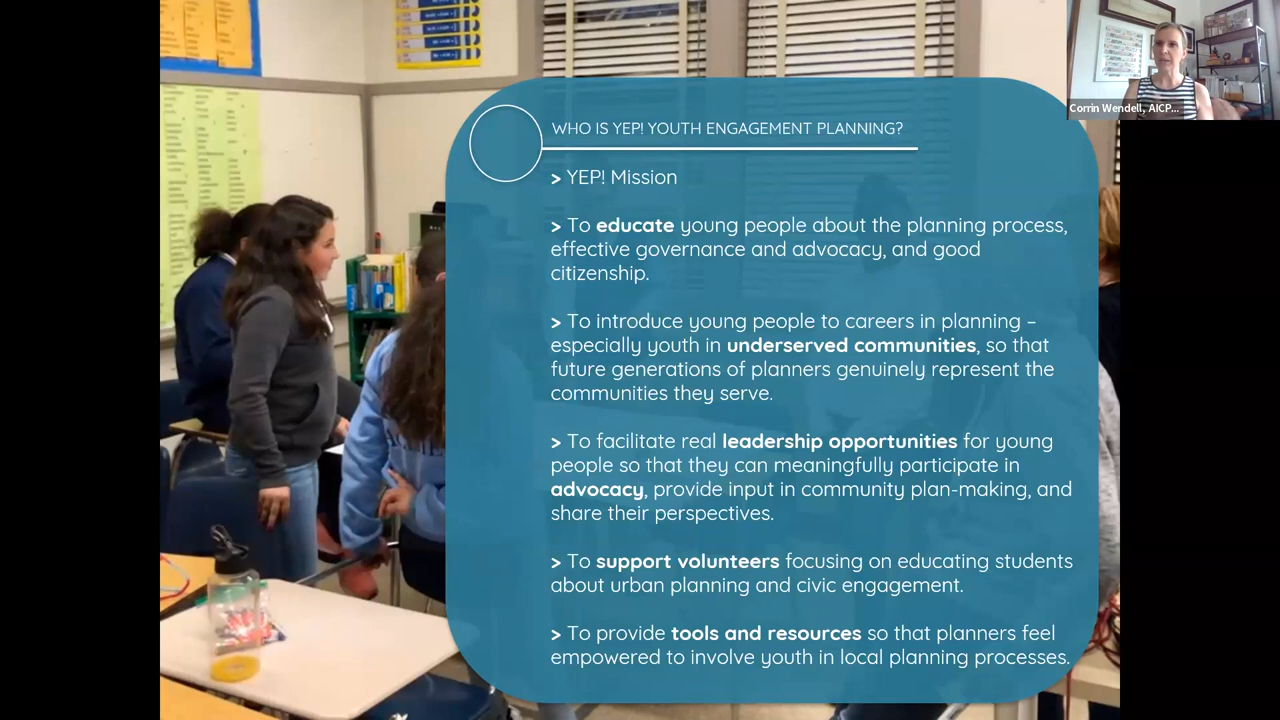 Corrin Wendell, AICP...
WHO IS YEP! YOUTH ENGAGEMENT PLANNING?
> YEP! Mission
> To educate young people about the planning process,
effective governance and advocacy, and good
citizenship.
> To introduce young people to careers in planning –
especially youth in underserved communities, so that
future generations of planners genuinely represent the
communities they serve.
> To facilitate real leadership opportunities for young
people so that they can meaningfully participate in
advocacy, provide input in community plan-making, and
share their perspectives.
> To support volunteers focusing on educating students
about urban planning and civic engagement.
> To provide tools and resources so that planners feel
empowered to involve youth in local planning processes.